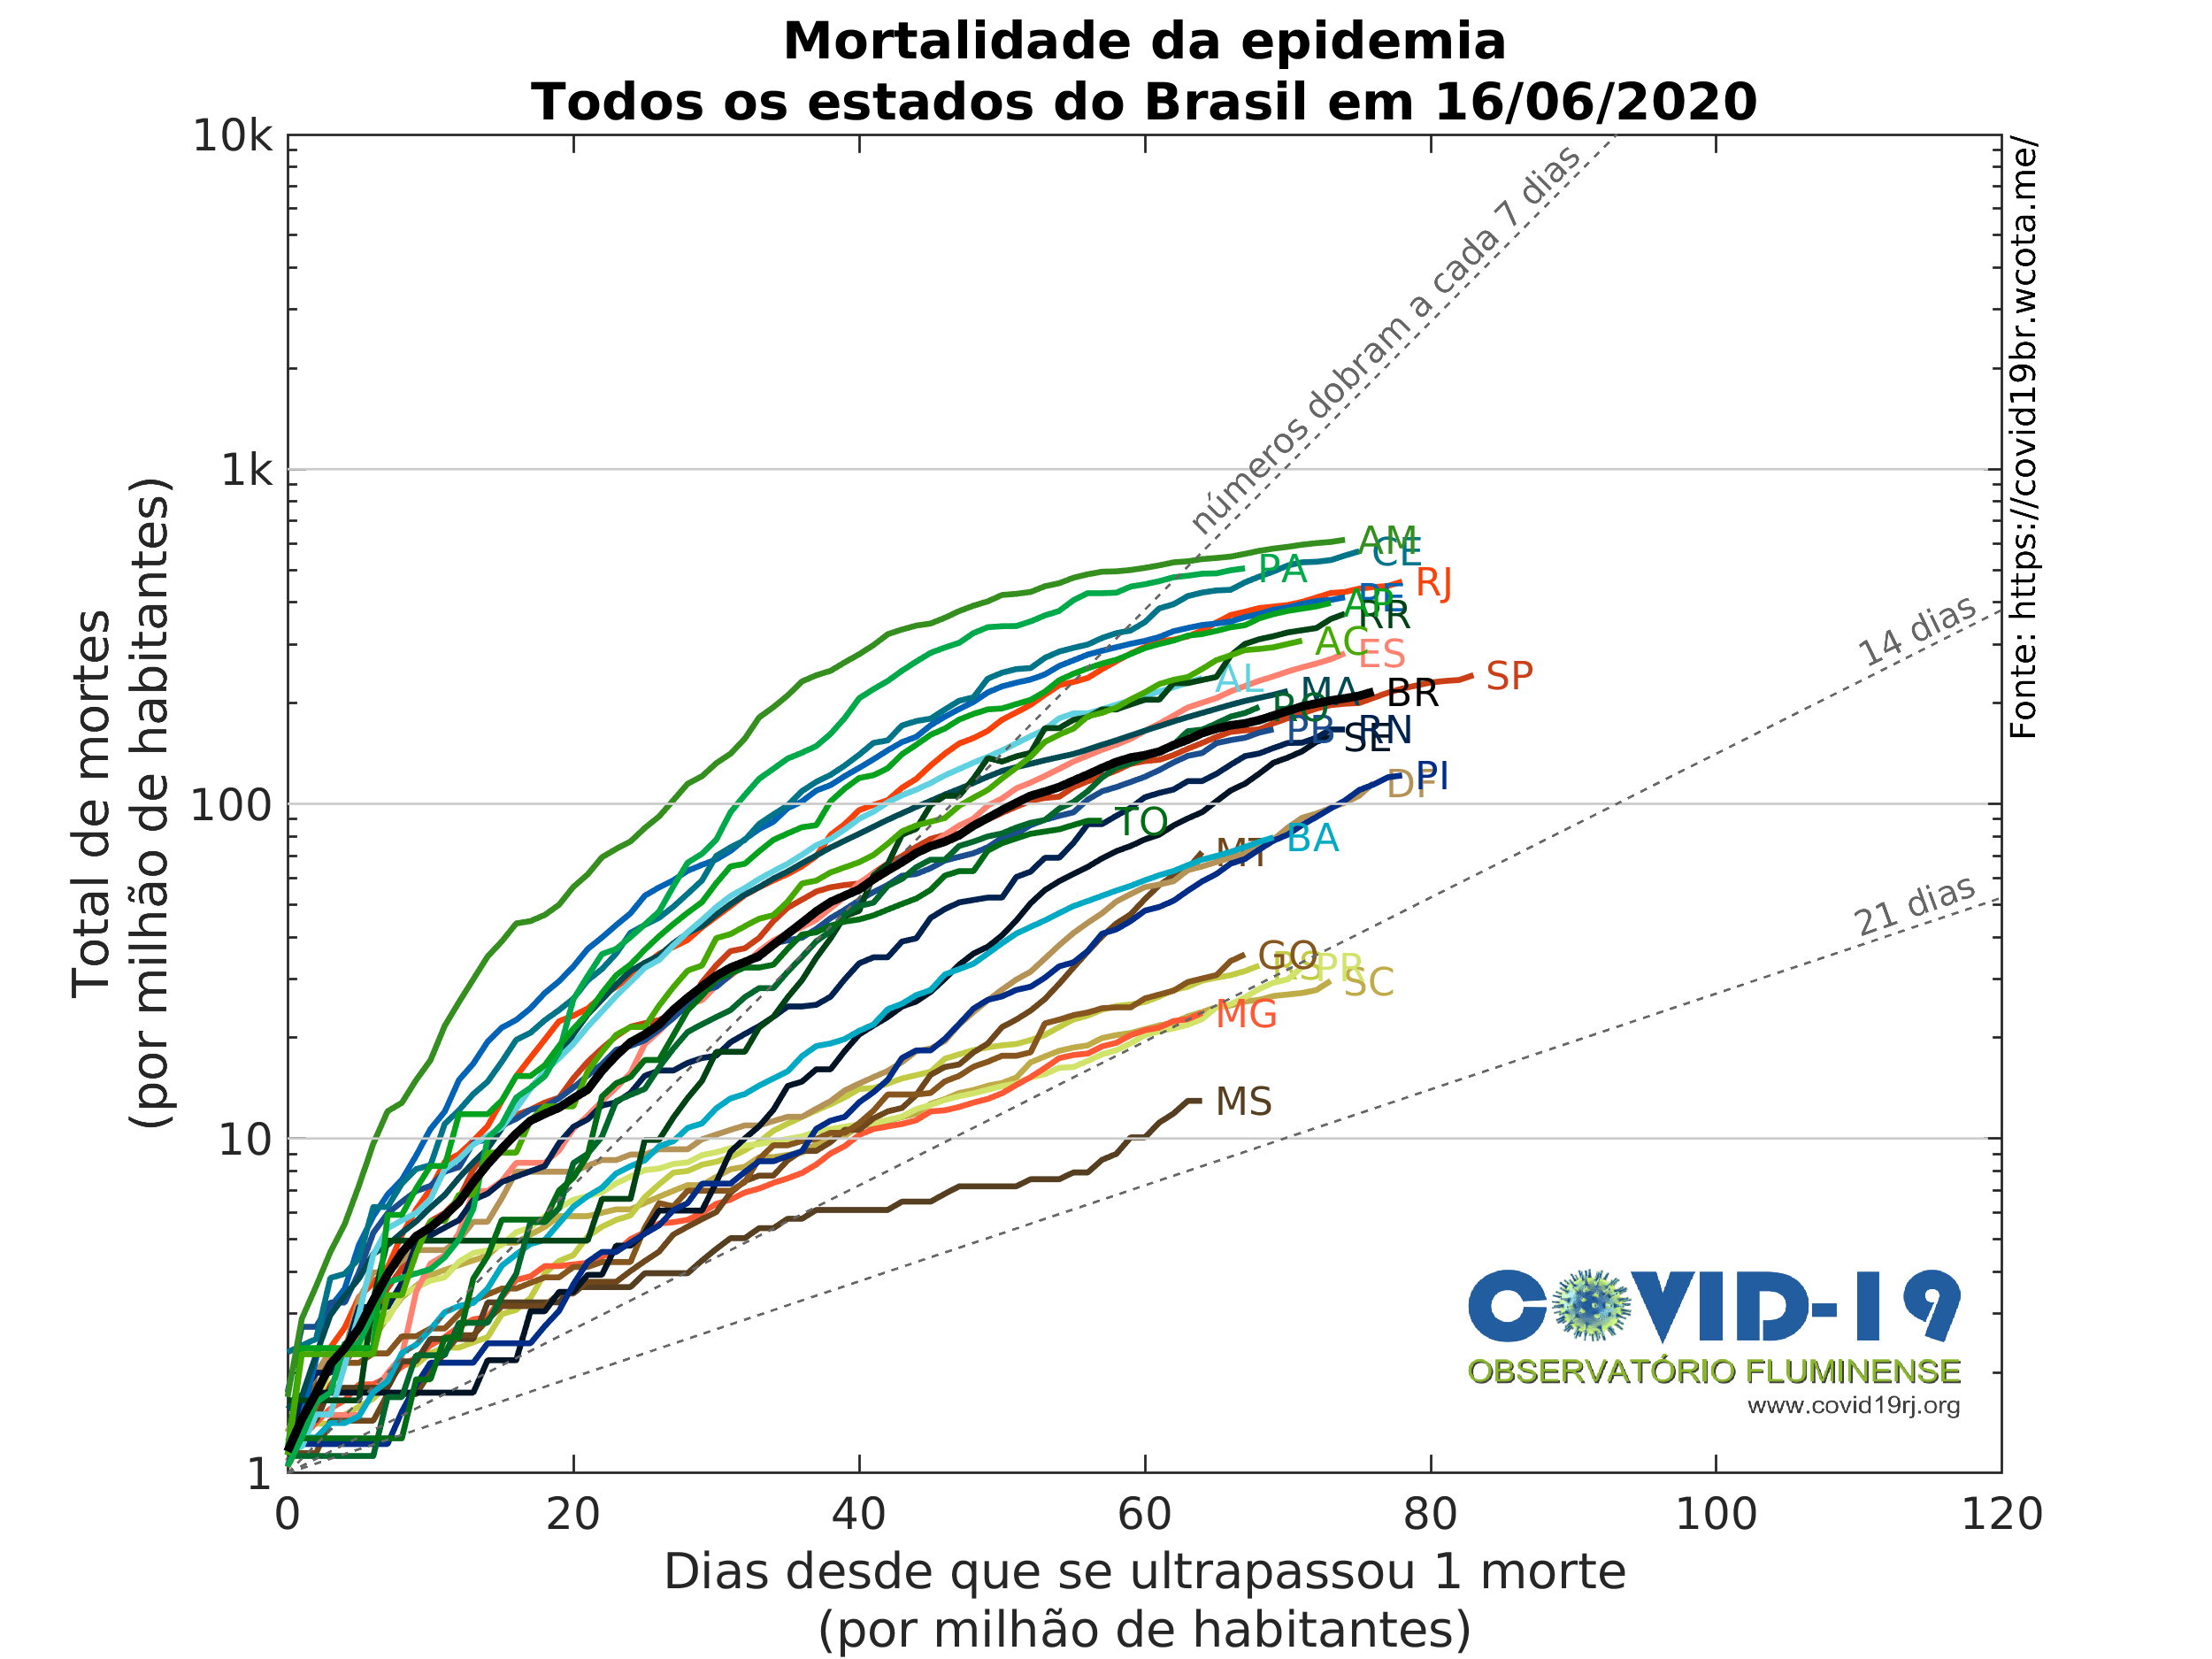 Mortalidade da epidemia
Todos os estados do Brasil em 16/06/2020
Total de mortes
(por milhão de habitantes)
10k
1k
100
10
1
números dobram a cada 7 dias
14 dias
21 dias
AM
CE
PA
RJ
PE
AP
RR
AC
ES
AL
MA
SP
BR
RO
PB
RN
SE
PI
DF
TO
BA
MT
GO
RS
PR
SC
MG
MS
Fonte: https://covid19br.wcota.me/
COVID-19
OBSERVATÓRIO FLUMINENSE
www.covid19rj.org
0 20 40 60 80 100 120
Dias desde que se ultrapassou 1 morte
(por milhão de habitantes)